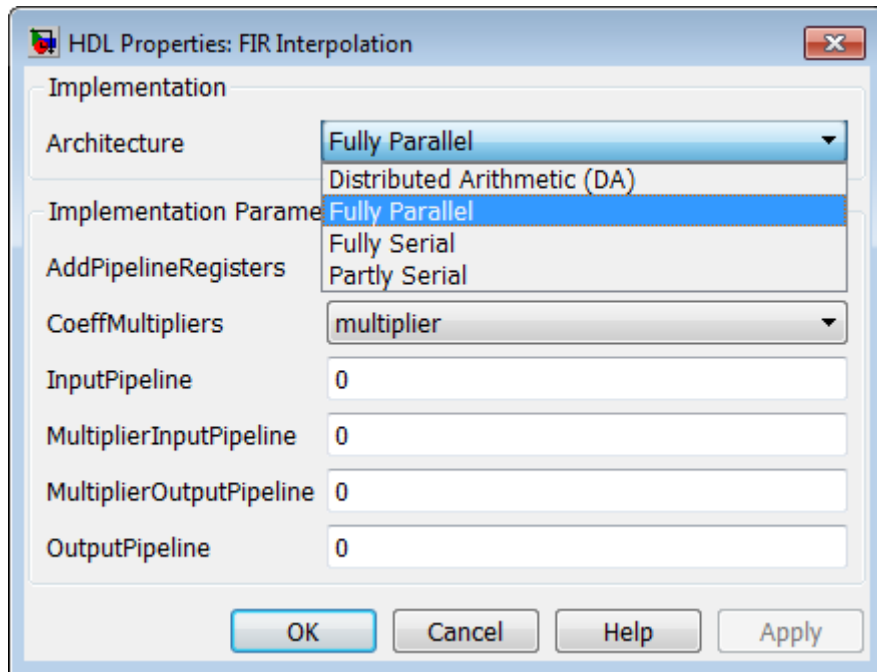 HDL Properties: FIR Interpolation
Implementation
Architecture Fully Parallel
Distributed Arithmetic (DA)
Implementation Parame Fully Parallel
Fully Serial
AddPipelineRegisters
Partly Serial
CoeffMultipliers multiplier
InputPipeline 0
MultiplierInputPipeline 0
MultiplierOutputPipeline 0
OutputPipeline 0
OK Cancel Help Apply